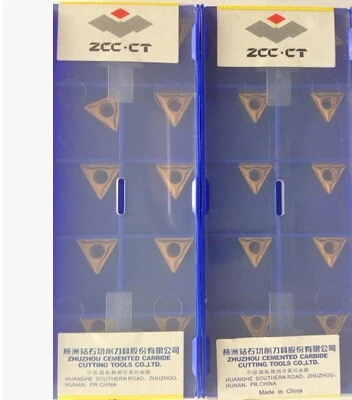 ZCC·CT
株洲钻石切削刀具股份有限公司
ZHUZHOU CEMENTED CARBIDE
CUTTING TOOLS CO.,LTD.
HUANGHE SOUTHERN ROAD, ZHUZHOU,
HUNAN, PR.CHINA
ZCC·CT
株洲钻石切削刀具股份有限公司
ZHUZHOU CEMENTED CARBIDE
CUTTING TOOLS CO.,LTD.
HUANGHE SOUTHERN ROAD, ZHUZHOU,
HUNAN, PR.CHINA
Made in China